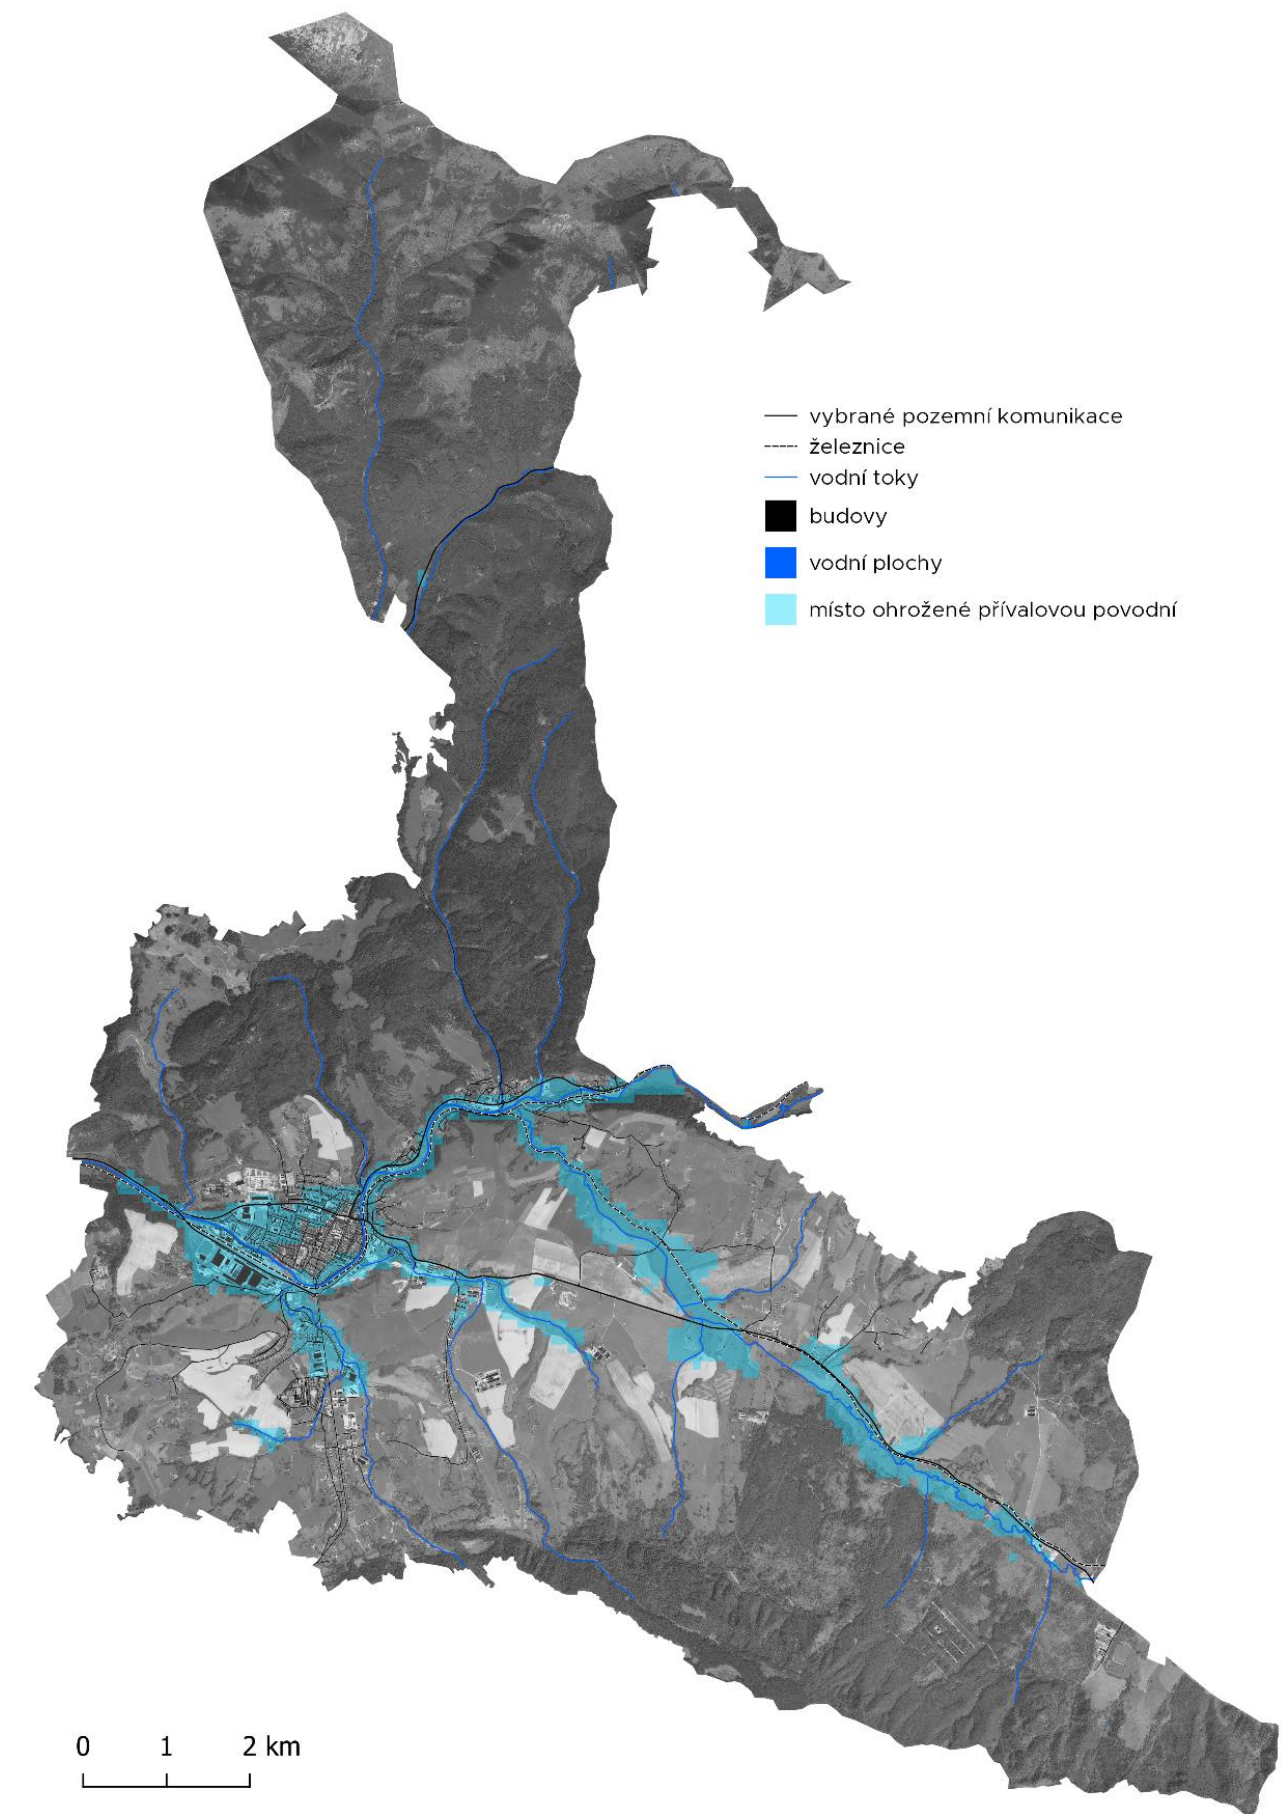 vybrané pozemní komunikace
železnice
vodní toky
budovy
vodní plochy
místo ohrožené přívalovou povodní
0 1 2 km